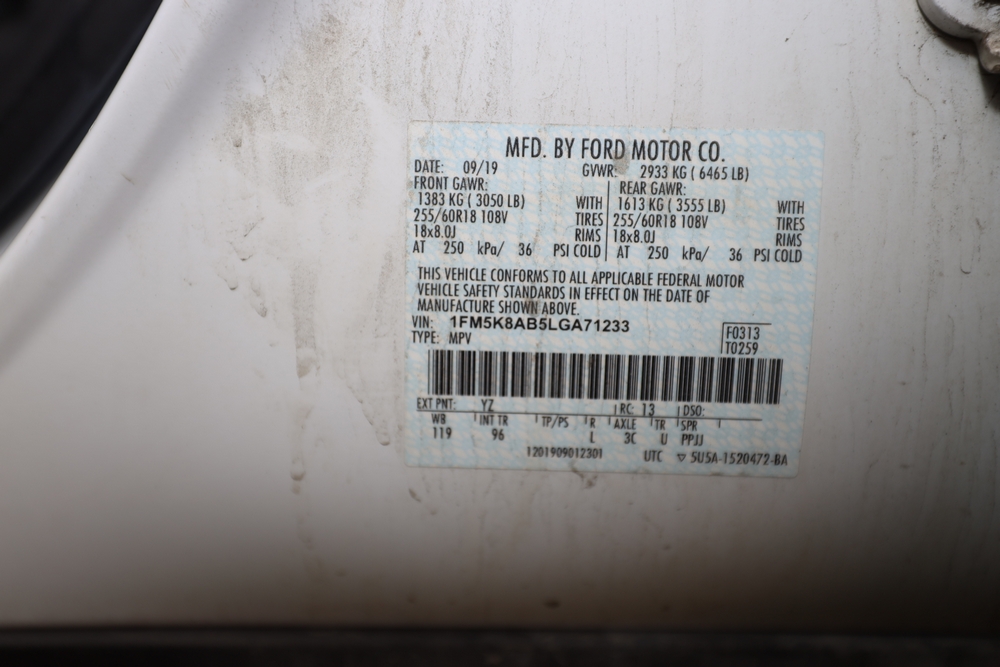 MFD. BY FORD MOTOR CO.
DATE: 09/19 GVWR: 2933 KG ( 6465 LB)
FRONT GAWR: REAR GAWR:
1383 KG ( 3050 LB) WITH 1613 KG ( 3555 LB) WITH
255/60R18 108V TIRES 255/60R18 108V TIRES
18x8.0J RIMS 18x8.0J RIMS
AT 250 kPa/ 36 PSI COLD AT 250 kPa/ 36 PSI COLD
THIS VEHICLE CONFORMS TO ALL APPLICABLE FEDERAL MOTOR
VEHICLE SAFETY STANDARDS IN EFFECT ON THE DATE OF
MANUFACTURE SHOWN ABOVE.
VIN: 1FM5K8AB5LGA71233 F0313
TYPE: MPV T0259
EXT PNT: YZ RC: 13 DSO:
WB INT TR TP/PS R AXLE TR SPR
119 96 L 3C U PPJJ
1201909012301 UTC ▽ 5U5A-1520472-BA